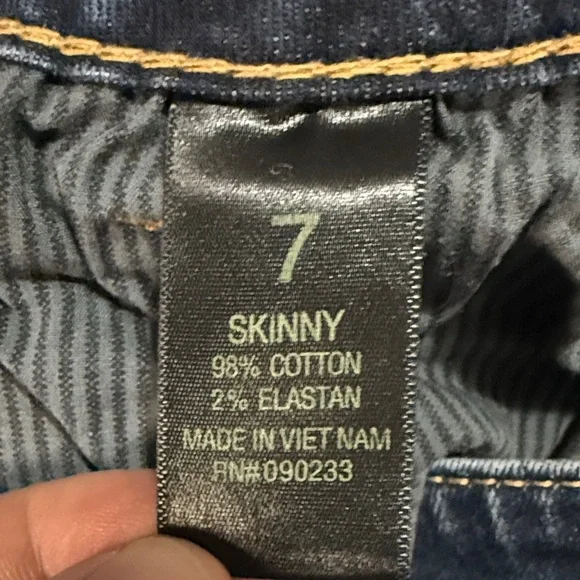 7
SKINNY
98% COTTON
2% ELASTAN
MADE IN VIET NAM
RN#090233